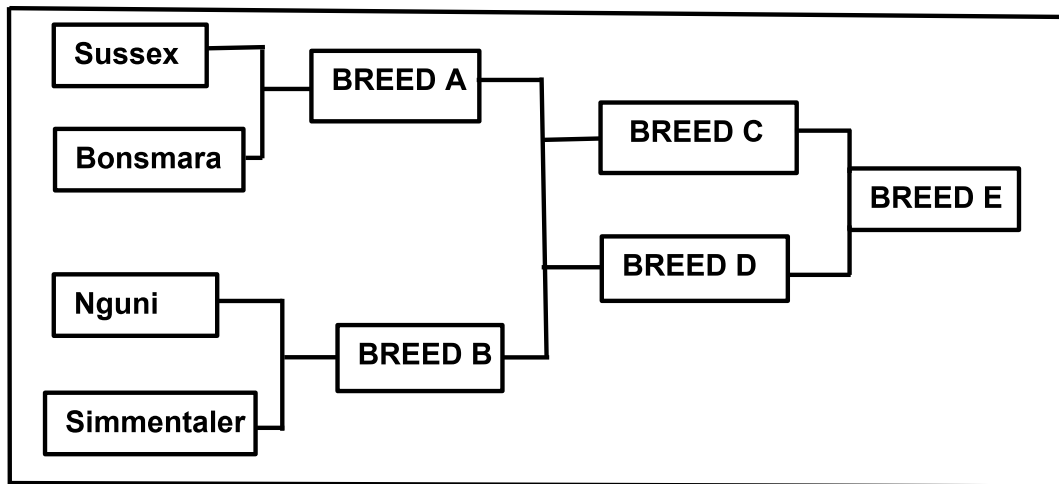 Sussex
BREED A
Bonsmara
BREED C
BREED E
BREED D
Nguni
BREED B
Simmentaler